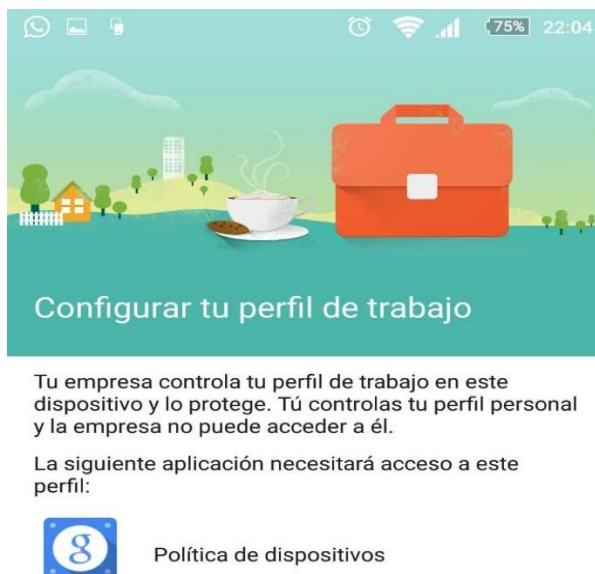 75% 22:04
Configurar tu perfil de trabajo
Tu empresa controla tu perfil de trabajo en este
dispositivo y lo protege. Tú controlas tu perfil personal
y la empresa no puede acceder a él.
La siguiente aplicación necesitará acceso a este
perfil:
g
Política de dispositivos